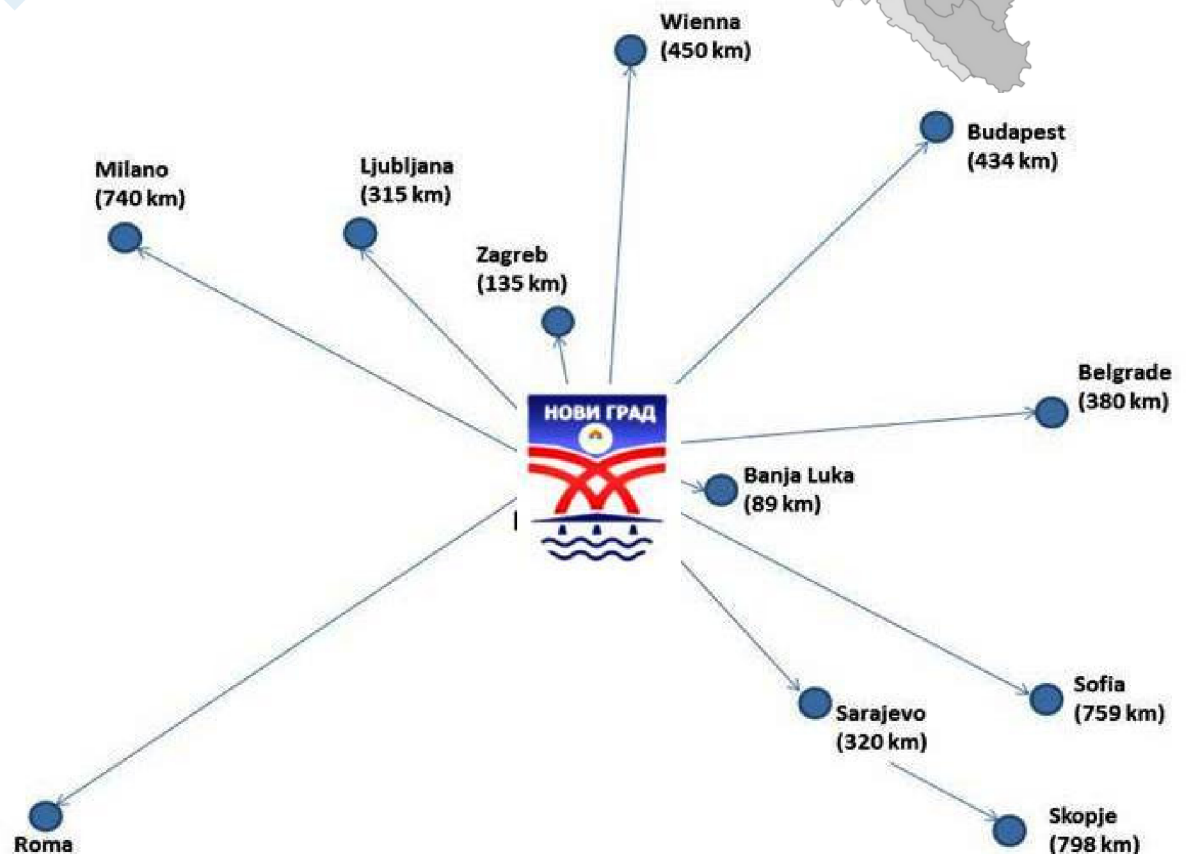 Wienna
(450 km)
Budapest
(434 km)
Milano
(740 km)
Ljubljana
(315 km)
Zagreb
(135 km)
Belgrade
(380 km)
НОВИ ГРАД
Banja Luka
(89 km)
Sofia
(759 km)
Sarajevo
(320 km)
Skopje
(798 km)
Roma